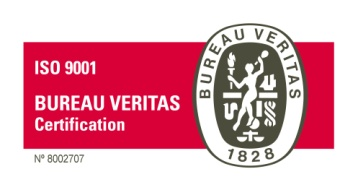 ISO 9001
BUREAU VERITAS
Certification
Nº 8002707
BUREAU VERITAS
1828